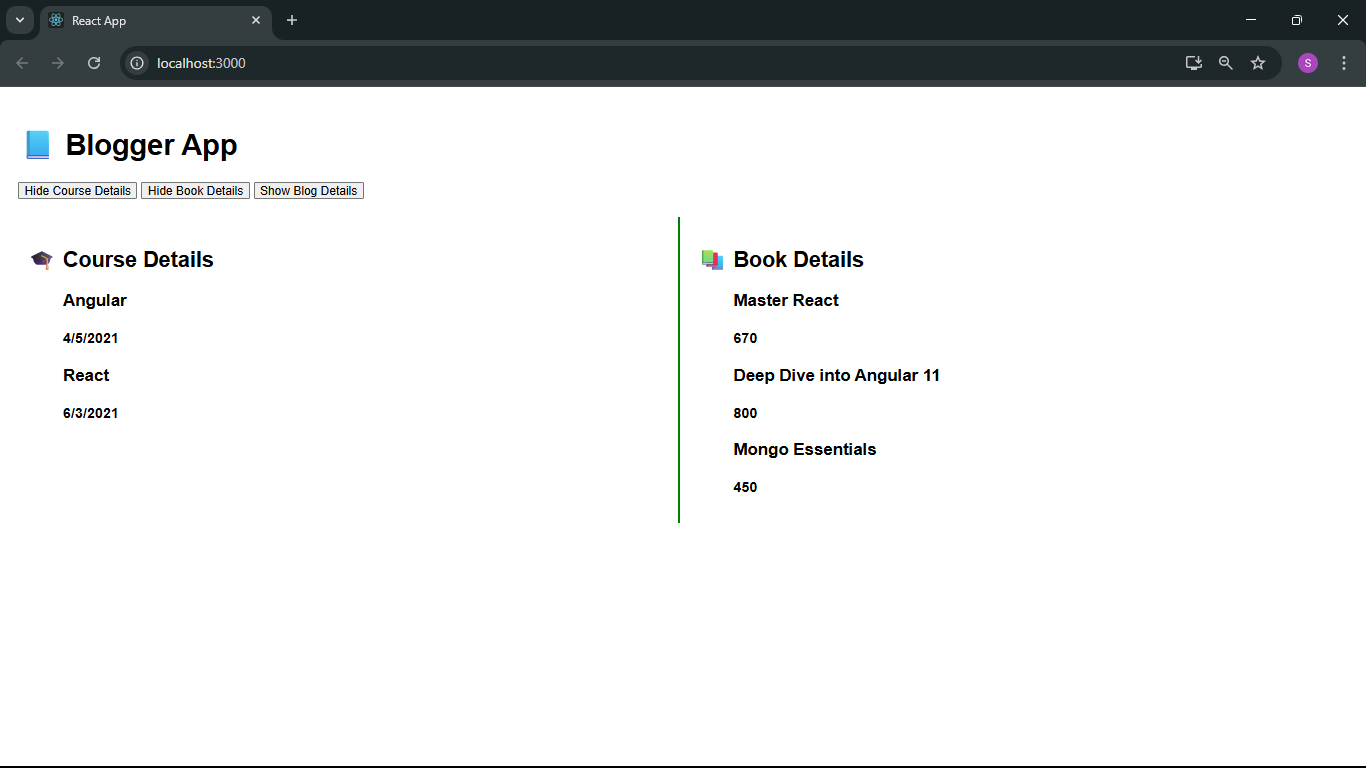 React App
localhost:3000
S
📘 Blogger App
Hide Course Details Hide Book Details Show Blog Details
🎓 Course Details
Angular
4/5/2021
React
6/3/2021
📚 Book Details
Master React
670
Deep Dive into Angular 11
800
Mongo Essentials
450